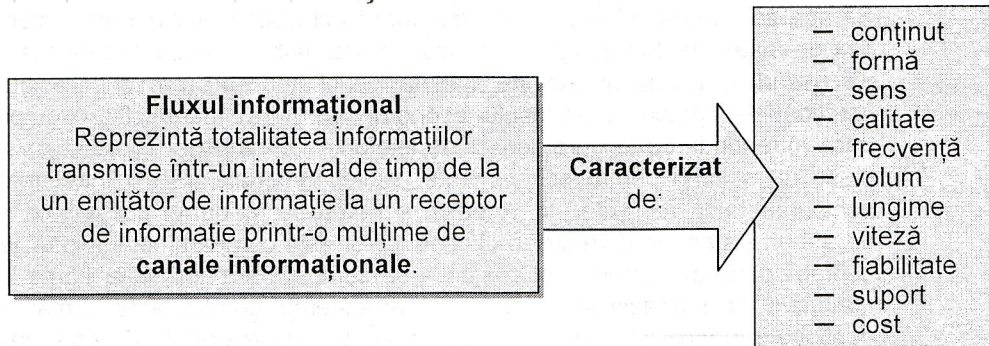 Fluxul informațional
Reprezintă totalitatea informațiilor
transmise într-un interval de timp de la
un emițător de informație la un receptor
de informație printr-o mulțime de
canale informaționale.
Caracterizat
de:
– conținut
– formă
– sens
– calitate
– frecvență
– volum
– lungime
– viteză
– fiabilitate
– suport
– cost